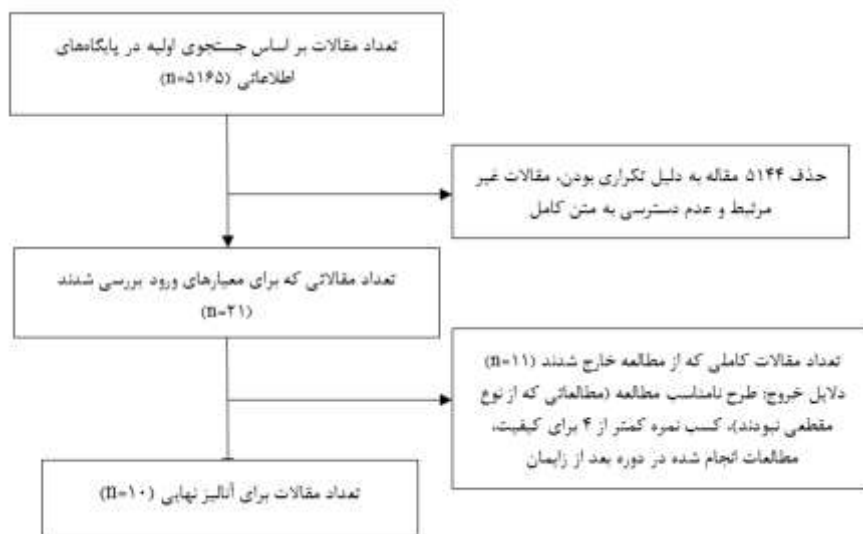 تعداد مقالات بر اساس جستجوی اولیه در پایگاه‌های
اطلاعاتی (n=۵۱۶۵)
حذف ۵۱۴۴ مقاله به دلیل تکراری بودن، مقالات غیر
مرتبط و عدم دسترسی به متن کامل
تعداد مقالاتی که برای معیارهای ورود بررسی شدند
(n=۲۱)
تعداد مقالات کاملی که از مطالعه خارج شدند (n=۱۱)
دلایل خروج: طرح نامناسب مطالعه (مطالعاتی که از نوع
مقطعی نبودند)، کسب نمره کمتر از ۴ برای کیفیت،
مطالعات انجام شده در دوره بعد از زایمان
تعداد مقالات برای آنالیز نهایی (n=۱۰)